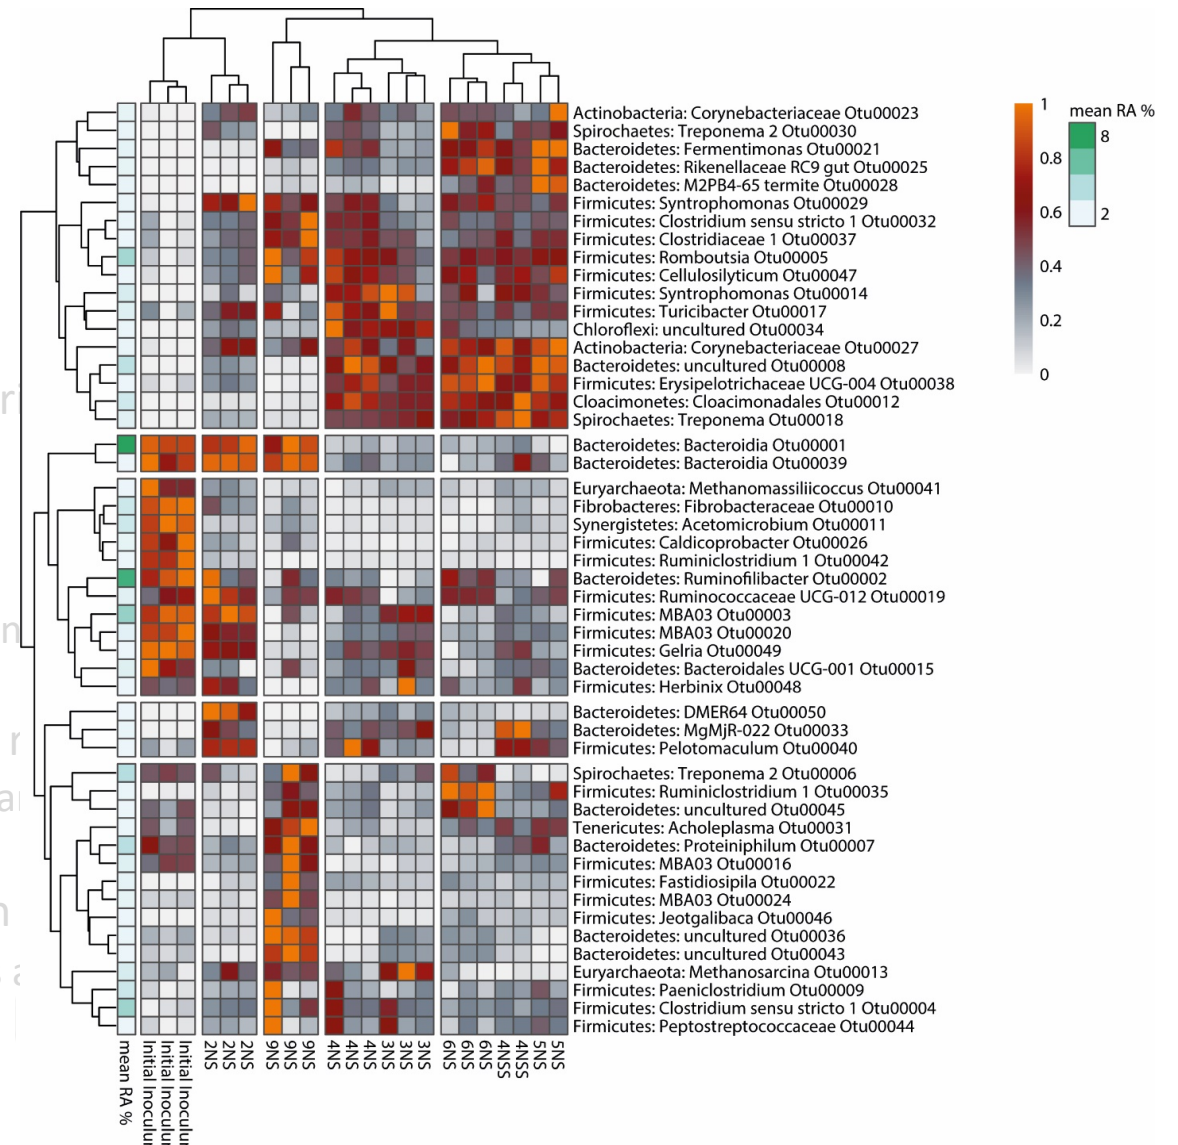 Actinobacteria: Corynebacteriaceae Otu00023
Spirochaetes: Treponema 2 Otu00030
Bacteroidetes: Fermentimonas Otu00021
Bacteroidetes: Rikenellaceae RC9 gut Otu00025
Bacteroidetes: M2PB4-65 termite Otu00028
Firmicutes: Syntrophomonas Otu00029
Firmicutes: Clostridium sensu stricto 1 Otu00032
Firmicutes: Clostridiaceae 1 Otu00037
Firmicutes: Romboutsia Otu00005
Firmicutes: Cellulosilyticum Otu00047
Firmicutes: Syntrophomonas Otu00014
Firmicutes: Turicibacter Otu00017
Chloroflexi: uncultured Otu00034
Actinobacteria: Corynebacteriaceae Otu00027
Bacteroidetes: uncultured Otu00008
Firmicutes: Erysipelotrichaceae UCG-004 Otu00038
Cloacimonetes: Cloacimonadales Otu00012
Spirochaetes: Treponema Otu00018
Bacteroidetes: Bacteroidia Otu00001
Bacteroidetes: Bacteroidia Otu00039
Euryarchaeota: Methanomassiliicoccus Otu00041
Fibrobacteres: Fibrobacteraceae Otu00010
Synergistetes: Acetomicrobium Otu00011
Firmicutes: Caldicoprobacter Otu00026
Firmicutes: Ruminiclostridium 1 Otu00042
Bacteroidetes: Ruminofilibacter Otu00002
Firmicutes: Ruminococcaceae UCG-012 Otu00019
Firmicutes: MBA03 Otu00003
Firmicutes: MBA03 Otu00020
Firmicutes: Gelria Otu00049
Bacteroidetes: Bacteroidales UCG-001 Otu00015
Firmicutes: Herbinix Otu00048
Bacteroidetes: DMER64 Otu00050
Bacteroidetes: MgMjR-022 Otu00033
Firmicutes: Pelotomaculum Otu00040
Spirochaetes: Treponema 2 Otu00006
Firmicutes: Ruminiclostridium 1 Otu00035
Bacteroidetes: uncultured Otu00045
Tenericutes: Acholeplasma Otu00031
Bacteroidetes: Proteiniphilum Otu00007
Firmicutes: MBA03 Otu00016
Firmicutes: Fastidiosipila Otu00022
Firmicutes: MBA03 Otu00024
Firmicutes: Jeotgalibaca Otu00046
Bacteroidetes: uncultured Otu00036
Bacteroidetes: uncultured Otu00043
Euryarchaeota: Methanosarcina Otu00013
Firmicutes: Paeniclostridium Otu00009
Firmicutes: Clostridium sensu stricto 1 Otu00004
Firmicutes: Peptostreptococcaceae Otu00044
mean RA %
Initial Inoculu
Initial Inoculu
Initial Inoculu
2NS
2NS
2NS
9NS
9NS
9NS
4NS
4NS
4NS
3NS
3NS
3NS
6NS
6NS
6NS
4NSS
4NSS
5NS
5NS
1
0.8
0.6
0.4
0.2
0
mean RA %
8
2